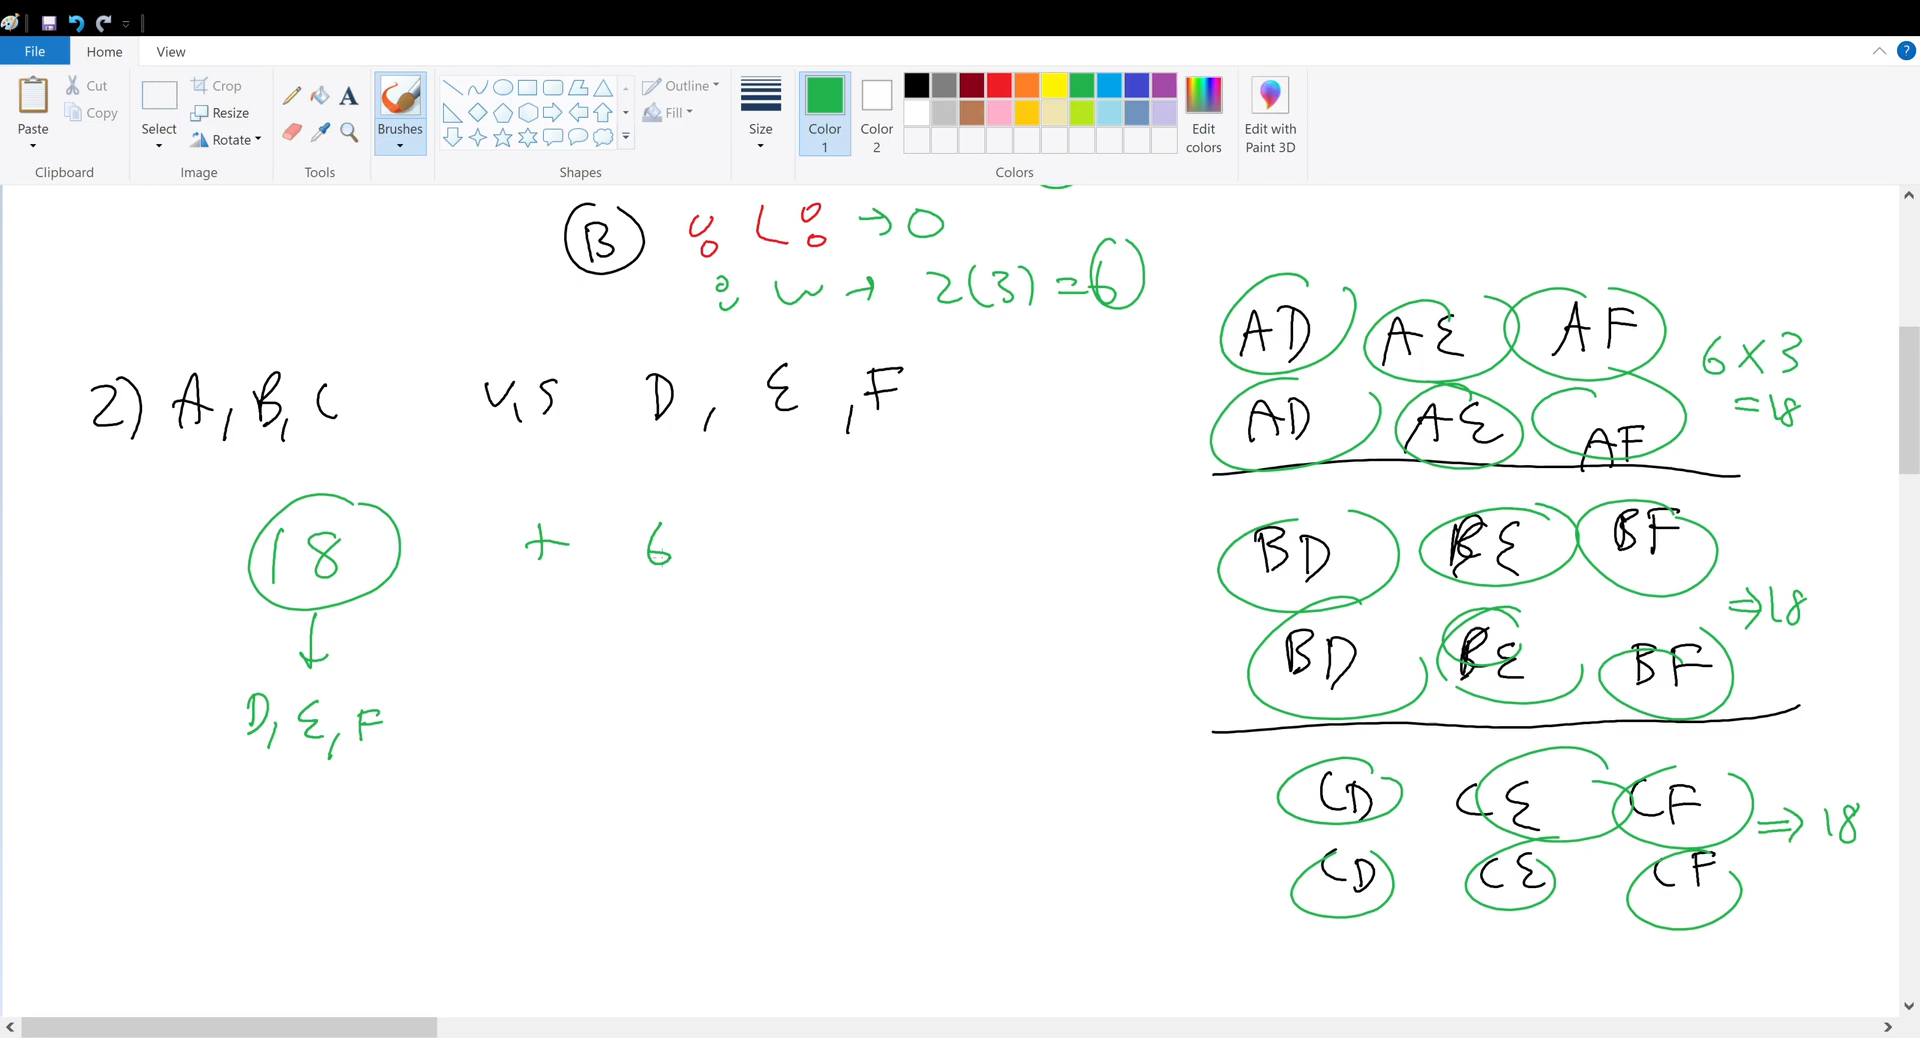 File Home View
Paste Cut Copy Clipboard
Select Crop Resize Rotate Image
A Tools
Brushes
Shapes
Outline Fill
Size
Color 1 Color 2 Edit colors Colors
Edit with Paint 3D
B L → 0
w → 2(3) = 6
2) A, B, C v,s D, E, F
18 + 6
↓
D, E, F
AD AE AF
6 x 3
AD AE AF
= 18
BD BE BF
⇒ 18
BD BE BF
CD CE CF ⇒ 18
CD CE CF